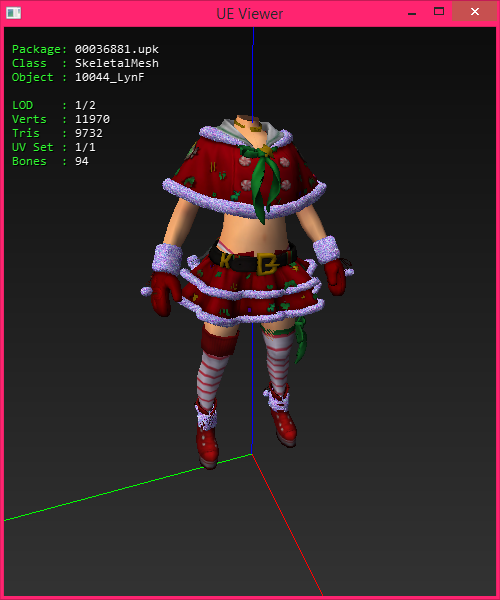 UE Viewer
Package: 00036881.upk
Class : SkeletalMesh
Object : 10044_LynF
LOD : 1/2
Verts : 11970
Tris : 9732
UV Set : 1/1
Bones : 94